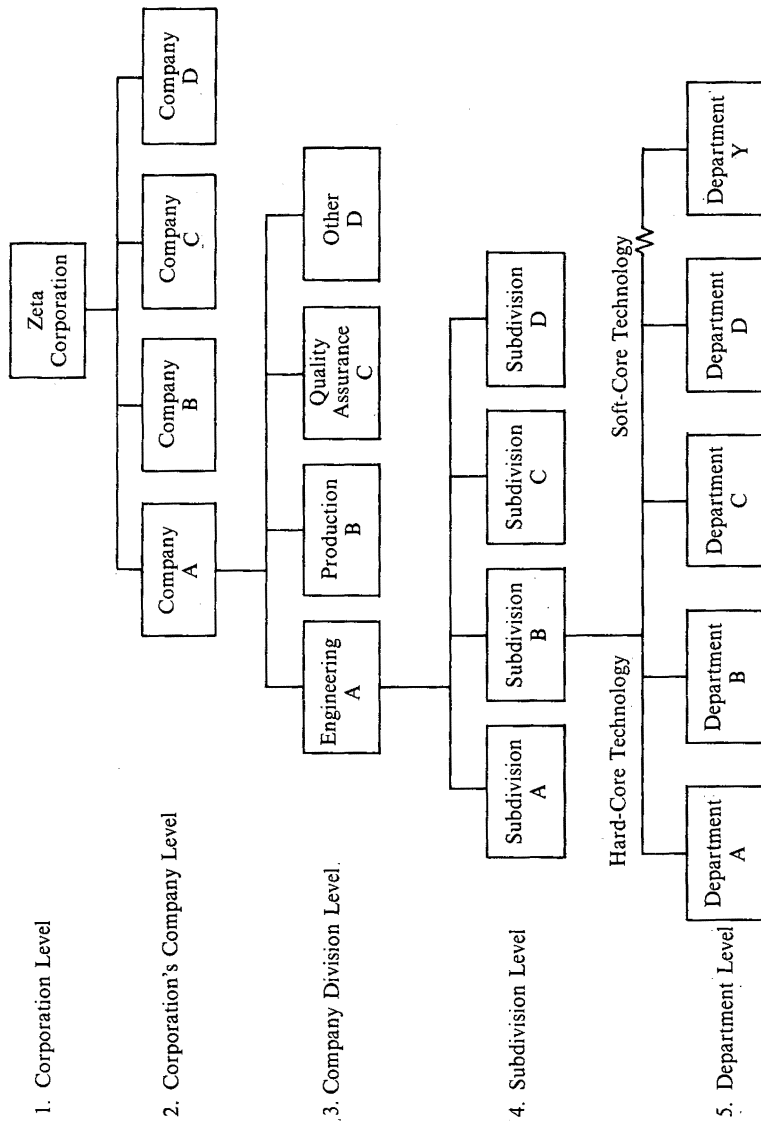 1. Corporation Level
Zeta
Corporation
2. Corporation's Company Level
Company
A
Company
B
Company
C
Company
D
3. Company Division Level.
Engineering
A
Production
B
Quality
Assurance
C
Other
D
4. Subdivision Level
Subdivision
A
Subdivision
B
Subdivision
C
Subdivision
D
Hard-Core Technology
Soft-Core Technology
5. Department Level
Department
A
Department
B
Department
C
Department
D
Department
Y